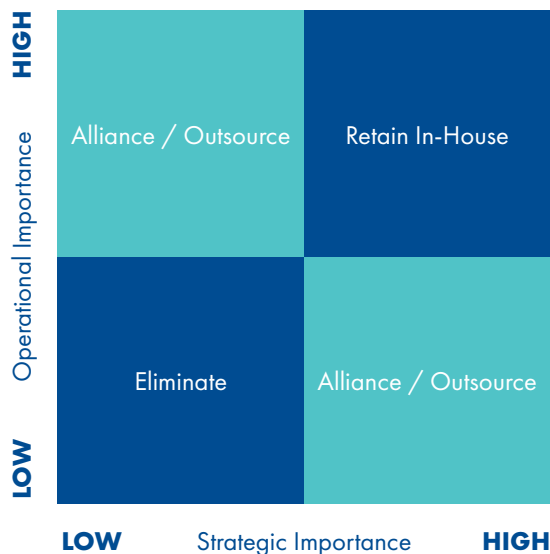 HIGH
Operational Importance
LOW
Alliance / Outsource
Retain In-House
Eliminate
Alliance / Outsource
LOW
Strategic Importance
HIGH